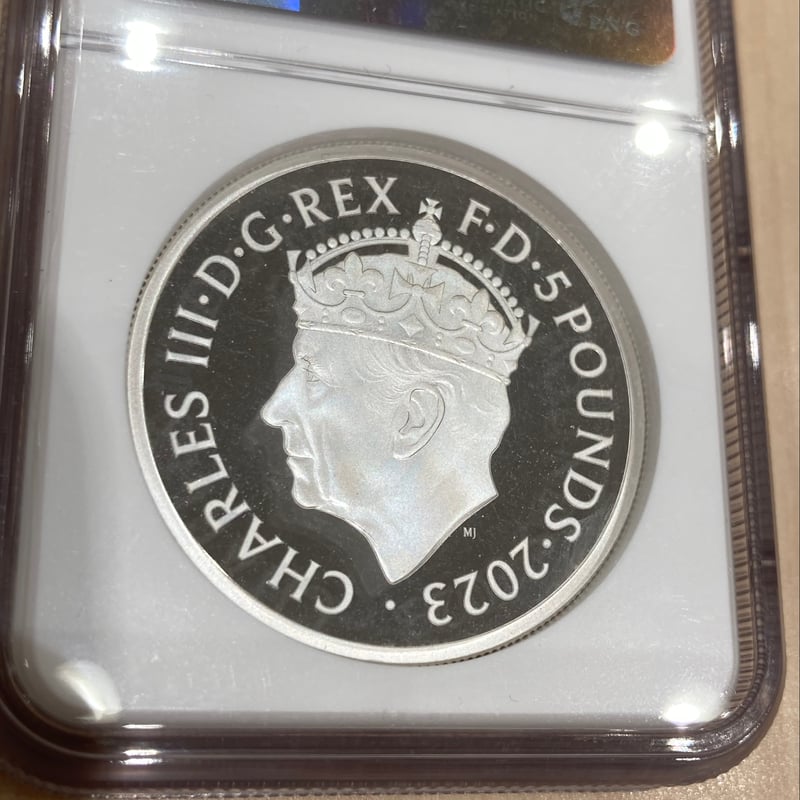 CHARLES III·D·G·REX F·D·5 POUNDS·2023·
MJ